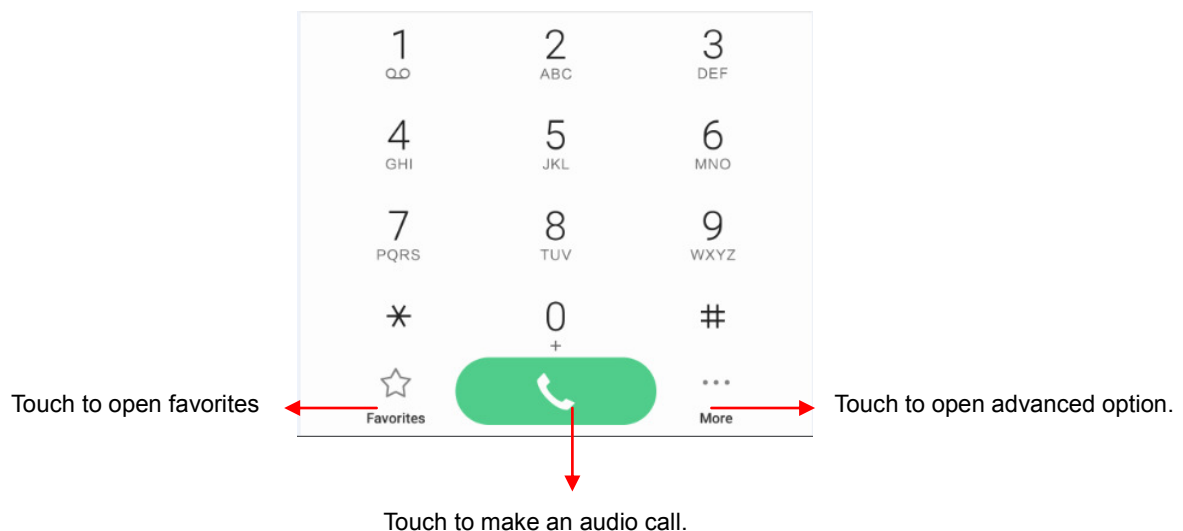 1 2 3
ABC DEF
4 5 6
GHI JKL MNO
7 8 9
PQRS TUV WXYZ
* 0 #
+
Touch to open favorites
Favorites
More
Touch to open advanced option.
Touch to make an audio call.